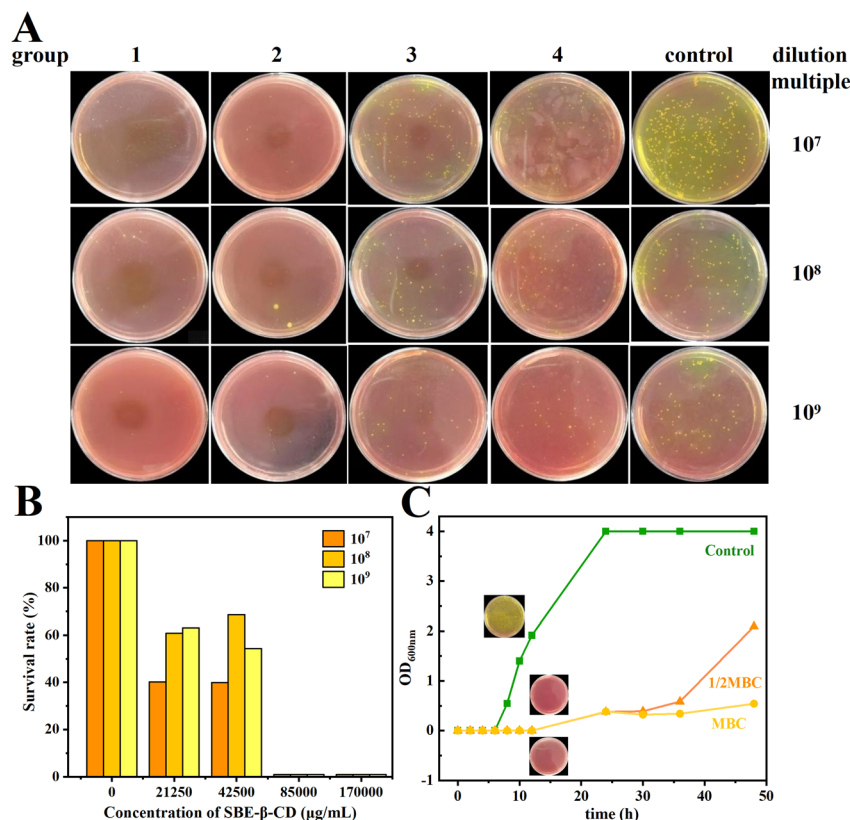 A
group 1 2 3 4 control dilution
multiple
10⁷
10⁸
10⁹
B
100
80
60
40
20
0
Survival rate (%)
10⁷
10⁸
10⁹
0 21250 42500 85000 170000
Concentration of SBE-β-CD (μg/mL)
C
4
3
2
1
0
-1
OD600nm
Control
1/2MBC
MBC
0 10 20 30 40 50
time (h)